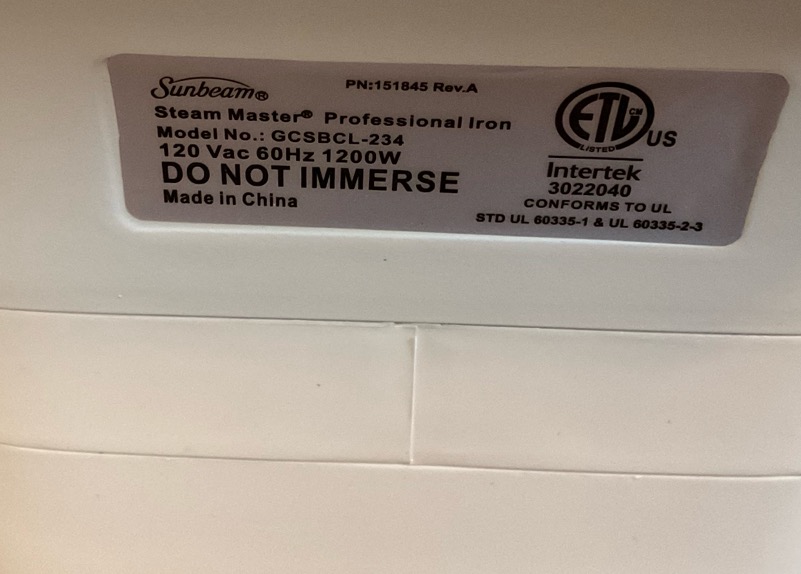 Sunbeam®
PN:151845 Rev.A
Steam Master® Professional Iron
Model No.: GCSBCL-234
120 Vac 60Hz 1200W
DO NOT IMMERSE
Made in China
ETL CM
LISTED
US
Intertek
3022040
CONFORMS TO UL
STD UL 60335-1 & UL 60335-2-3